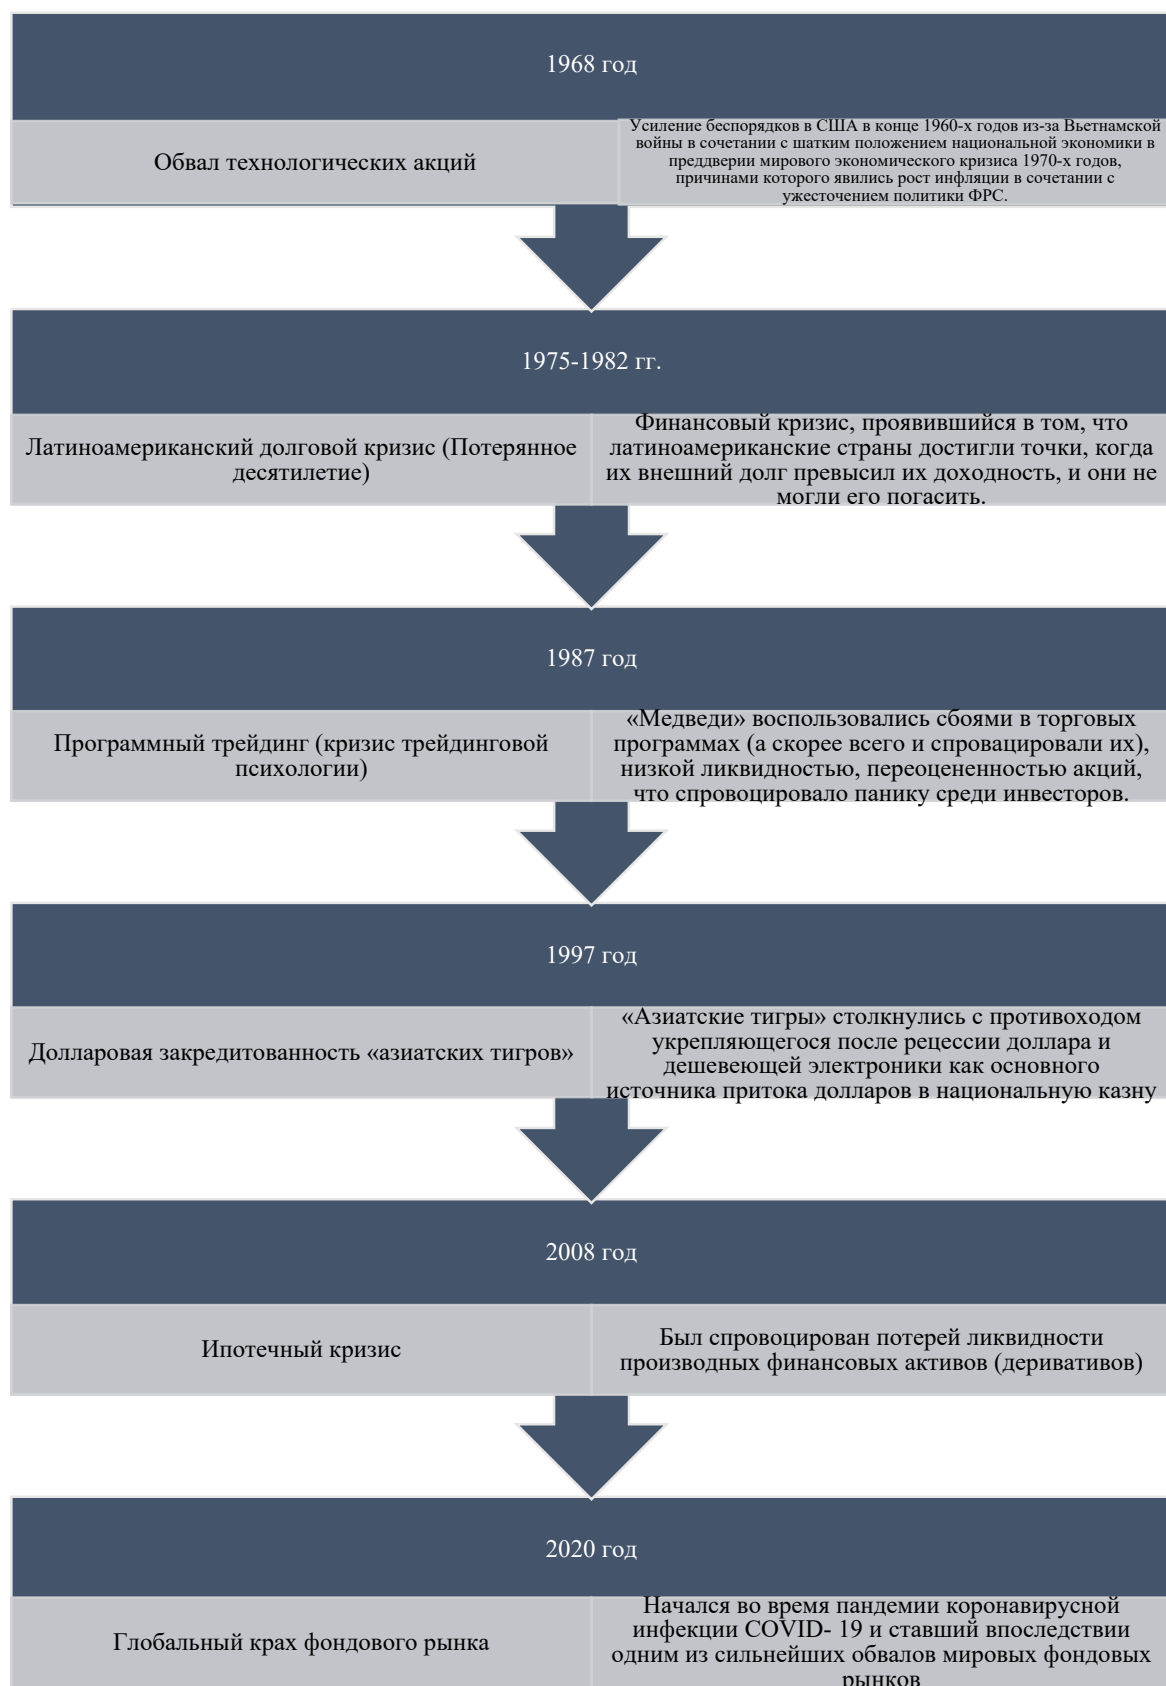 1968 год
Обвал технологических акций
Усиление беспорядков в США в конце 1960-х годов из-за Вьетнамской
войны в сочетании с шатким положением национальной экономики в
преддверии мирового экономического кризиса 1970-х годов,
причинами которого явились рост инфляции в сочетании с
ужесточением политики ФРС.
1975-1982 гг.
Латиноамериканский долговой кризис (Потерянное
десятилетие)
Финансовый кризис, проявившийся в том, что
латиноамериканские страны достигли точки, когда
их внешний долг превысил их доходность, и они не
могли его погасить.
1987 год
Программный трейдинг (кризис трейдинговой
психологии)
«Медведи» воспользовались сбоями в торговых
программах (а скорее всего и спровацировали их),
низкой ликвидностью, переоцененностью акций,
что спровоцировало панику среди инвесторов.
1997 год
Долларовая закредитованность «азиатских тигров»
«Азиатские тигры» столкнулись с противоходом
укрепляющегося после рецессии доллара и
дешевеющей электроники как основного
источника притока долларов в национальную казну
2008 год
Ипотечный кризис
Был спровоцирован потерей ликвидности
производных финансовых активов (деривативов)
2020 год
Глобальный крах фондового рынка
Начался во время пандемии коронавирусной
инфекции COVID- 19 и ставший впоследствии
одним из сильнейших обвалов мировых фондовых
рынков